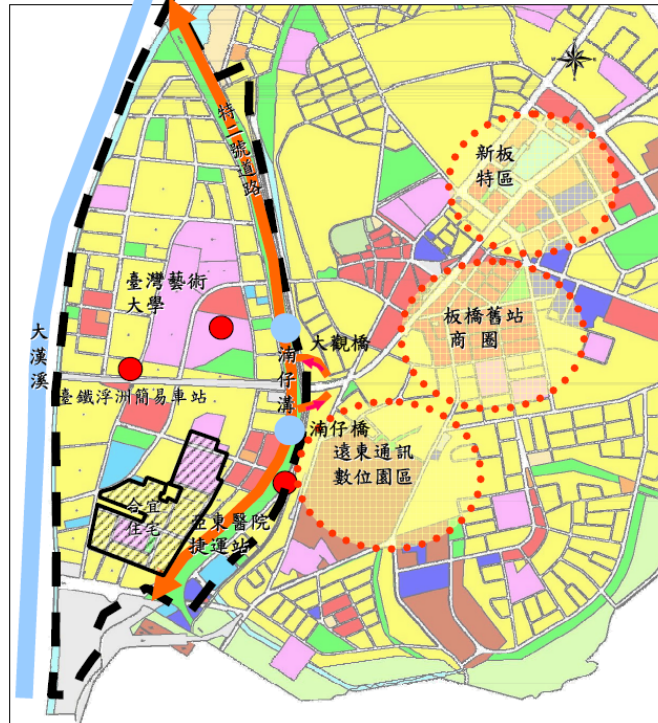 特二號道路
新板
特區
臺灣藝術
大學
板橋舊站
商圈
大觀橋
大漢溪
湳仔溝
臺鐵浮洲簡易車站
湳仔橋
遠東通訊
數位園區
合宜
住宅
亞東醫院
捷運站